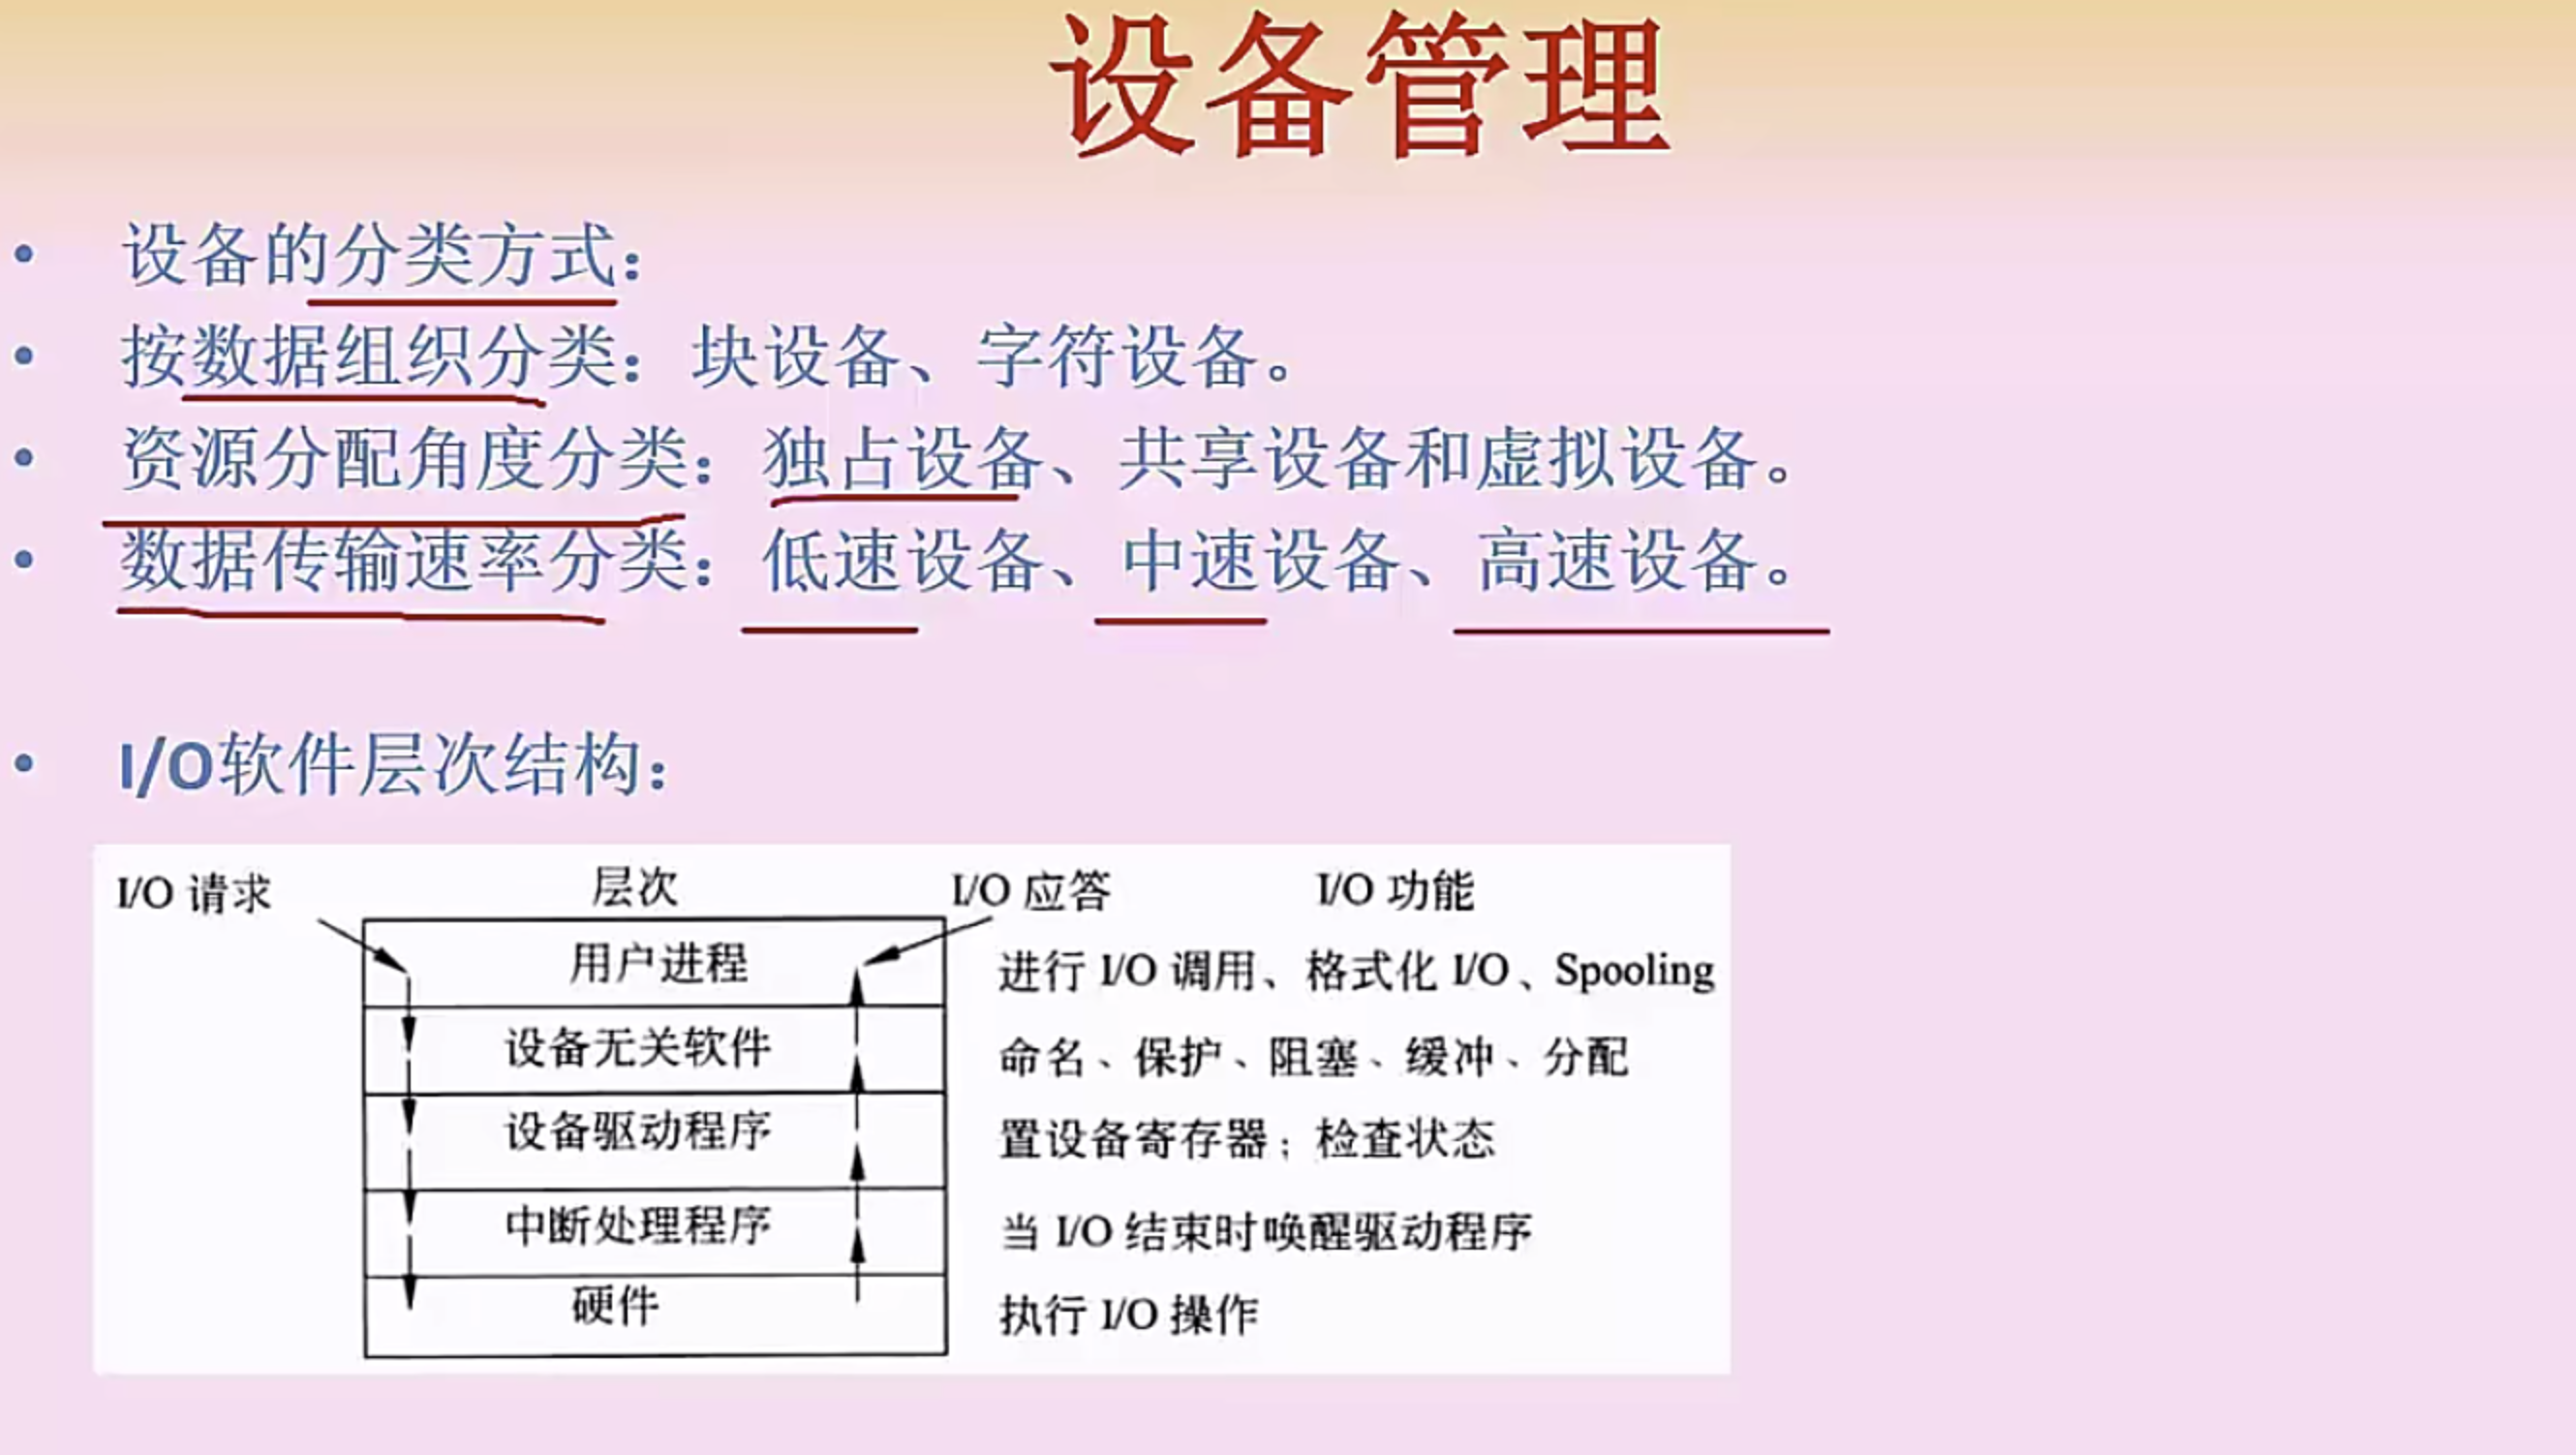 设备管理
• 设备的分类方式：
• 按数据组织分类：块设备、字符设备。
• 资源分配角度分类：独占设备、共享设备和虚拟设备。
• 数据传输速率分类：低速设备、中速设备、高速设备。
• I/O软件层次结构：
I/O 请求 层次 I/O 应答 I/O 功能
用户进程 进行 I/O 调用、格式化 I/O、Spooling
设备无关软件 命名、保护、阻塞、缓冲、分配
设备驱动程序 置设备寄存器；检查状态
中断处理程序 当 I/O 结束时唤醒驱动程序
硬件 执行 I/O 操作